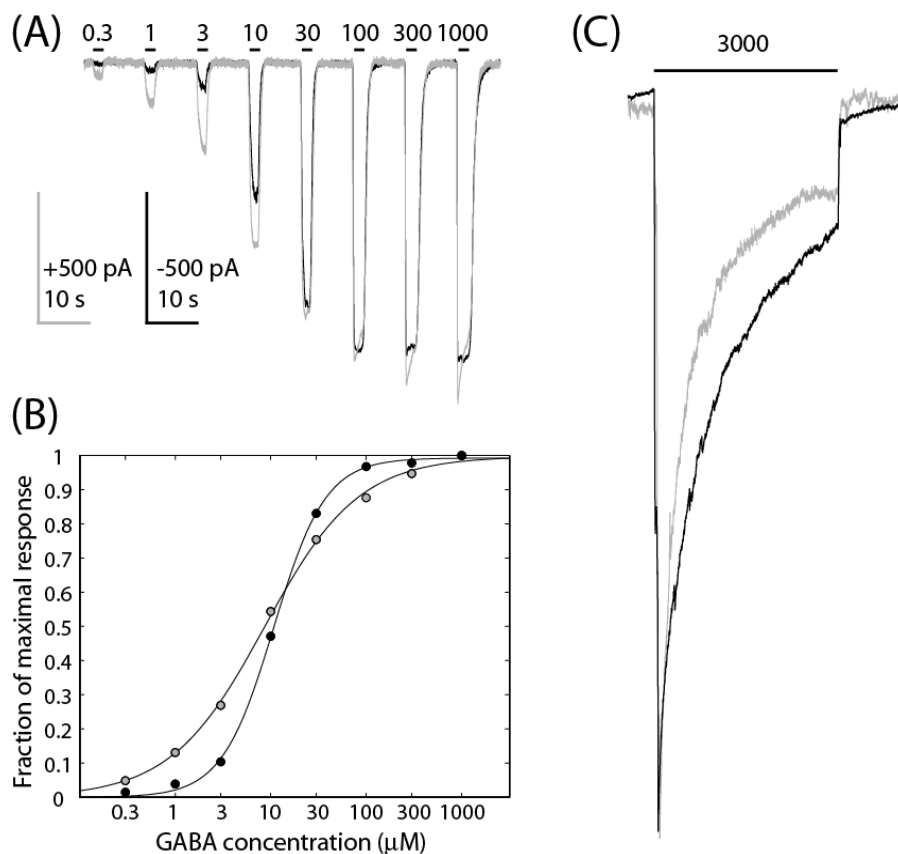 (A)
0.3 1 3 10 30 100 300 1000
+500 pA
10 s
-500 pA
10 s
(B)
Fraction of maximal response
1
0.9
0.8
0.7
0.6
0.5
0.4
0.3
0.2
0.1
0
0.3 1 3 10 30 100 300 1000
GABA concentration (μM)
(C)
3000